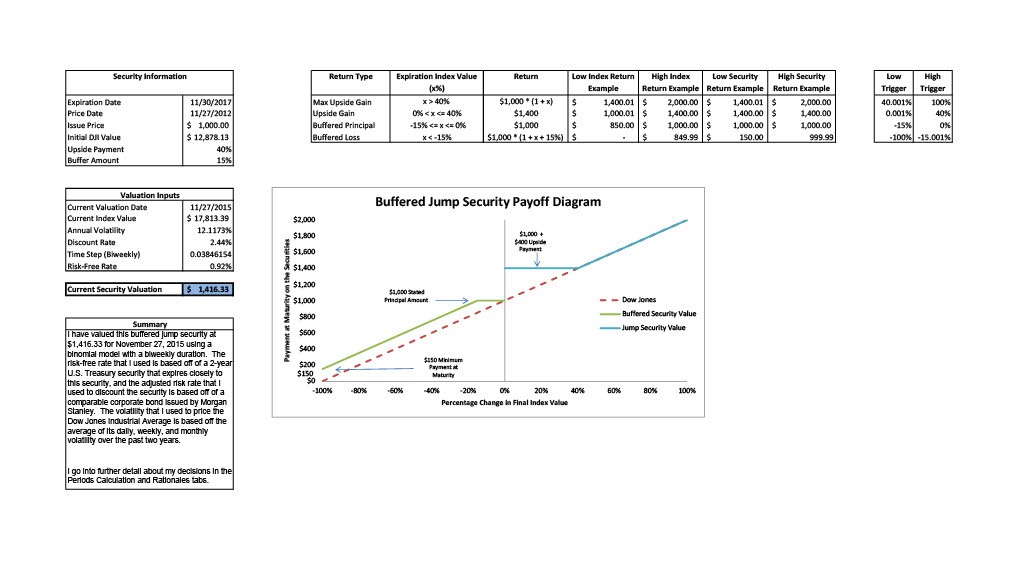 Security Information
Expiration Date 11/30/2017
Price Date 11/27/2012
Issue Price $ 1,000.00
Initial DJI Value $ 12,878.13
Upside Payment 40%
Buffer Amount 15%
Return Type Expiration Index Value (x%) Return Low Index Return Example High Index Return Example Low Security Return Example High Security Return Example
Max Upside Gain x > 40% $1,000 * (1 + x) $ 1,400.01 $ 2,000.00 $ 1,400.01 $ 2,000.00
Upside Gain 0% < x <= 40% $1,400 $ 1,000.01 $ 1,400.00 $ 1,400.00 $ 1,400.00
Buffered Principal -15% <= x <= 0% $1,000 $ 850.00 $ 1,000.00 $ 1,000.00 $ 1,000.00
Buffered Loss x < -15% $1,000 * (1 + x + 15%) $ - $ 849.99 $ 150.00 999.99
Low Trigger High Trigger
40.001% 100%
0.001% 40%
-15% 0%
-100% -15.001%
Valuation Inputs
Current Valuation Date 11/27/2015
Current Index Value $ 17,813.39
Annual Volatility 12.1173%
Discount Rate 2.44%
Time Step (Biweekly) 0.03846154
Risk-Free Rate 0.92%
Current Security Valuation $ 1,416.33
Summary
I have valued this buffered jump security at
$1,416.33 for November 27, 2015 using a
binomial model with a biweekly duration. The
risk-free rate that I used is based off of a 2-year
U.S. Treasury security that expires closely to
this security, and the adjusted risk rate that I
used to discount the security is based off of a
comparable corporate bond issued by Morgan
Stanley. The volatility that I used to price the
Dow Jones Industrial Average is based off the
average of its daily, weekly, and monthly
volatility over the past two years.
I go into further detail about my decisions in the
Periods Calculation and Rationales tabs.
Buffered Jump Security Payoff Diagram
Payment at Maturity on the Securities
$2,000
$1,800
$1,600
$1,400
$1,200
$1,000
$800
$600
$400
$200
$150
$0
$1,000 +
$400 Upside
Payment
$1,000 Stated
Principal Amount
$150 Minimum
Payment at
Maturity
Dow Jones
Buffered Security Value
Jump Security Value
-100% -80% -60% -40% -20% 0% 20% 40% 60% 80% 100%
Percentage Change in Final Index Value